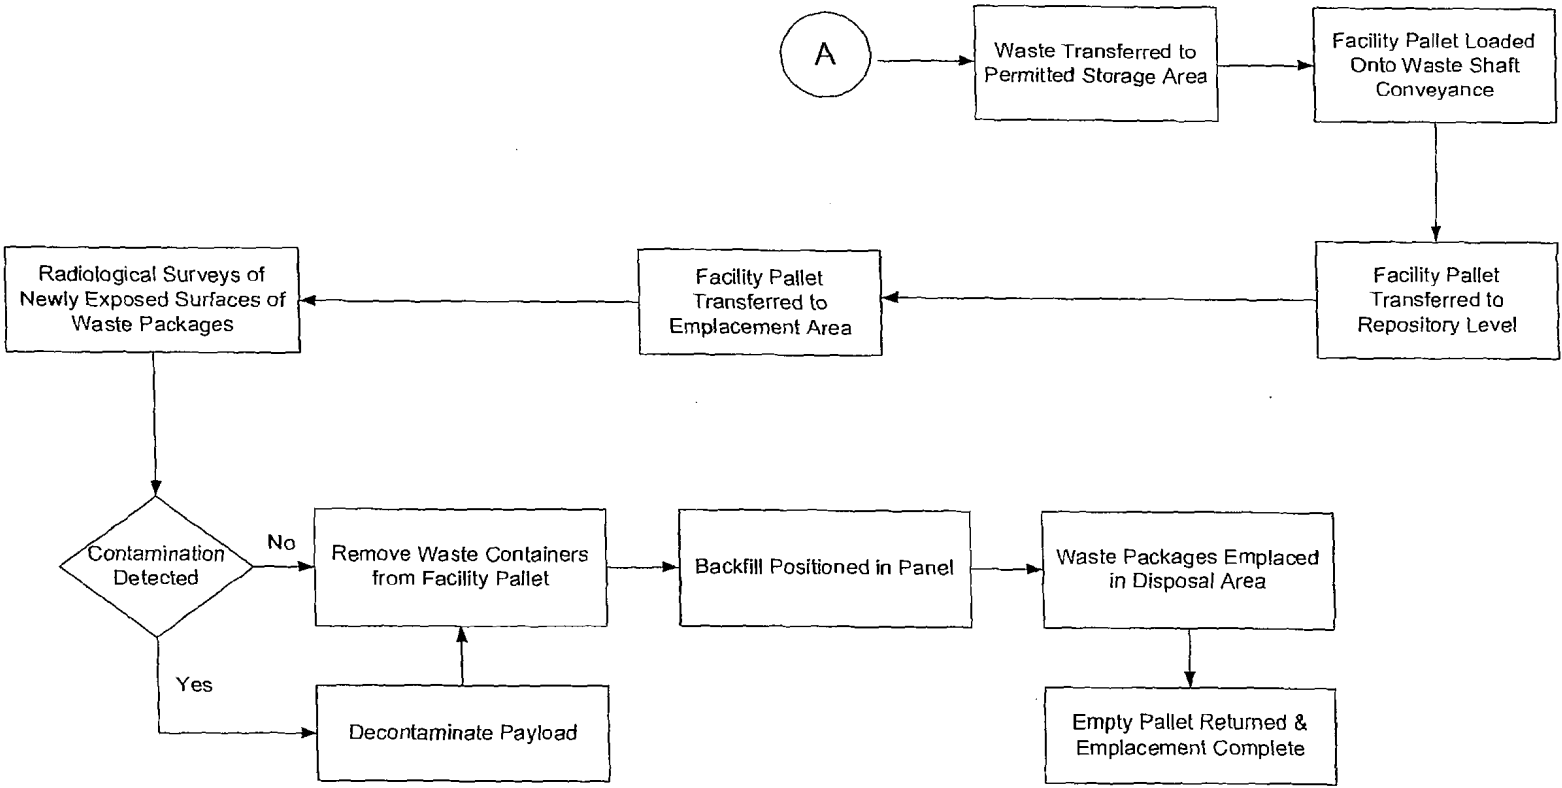 A
Waste Transferred to
Permitted Storage Area
Facility Pallet Loaded
Onto Waste Shaft
Conveyance
Facility Pallet
Transferred to
Repository Level
Facility Pallet
Transferred to
Emplacement Area
Radiological Surveys of
Newly Exposed Surfaces of
Waste Packages
Contamination
Detected
No
Yes
Remove Waste Containers
from Facility Pallet
Decontaminate Payload
Backfill Positioned in Panel
Waste Packages Emplaced
in Disposal Area
Empty Pallet Returned &
Emplacement Complete